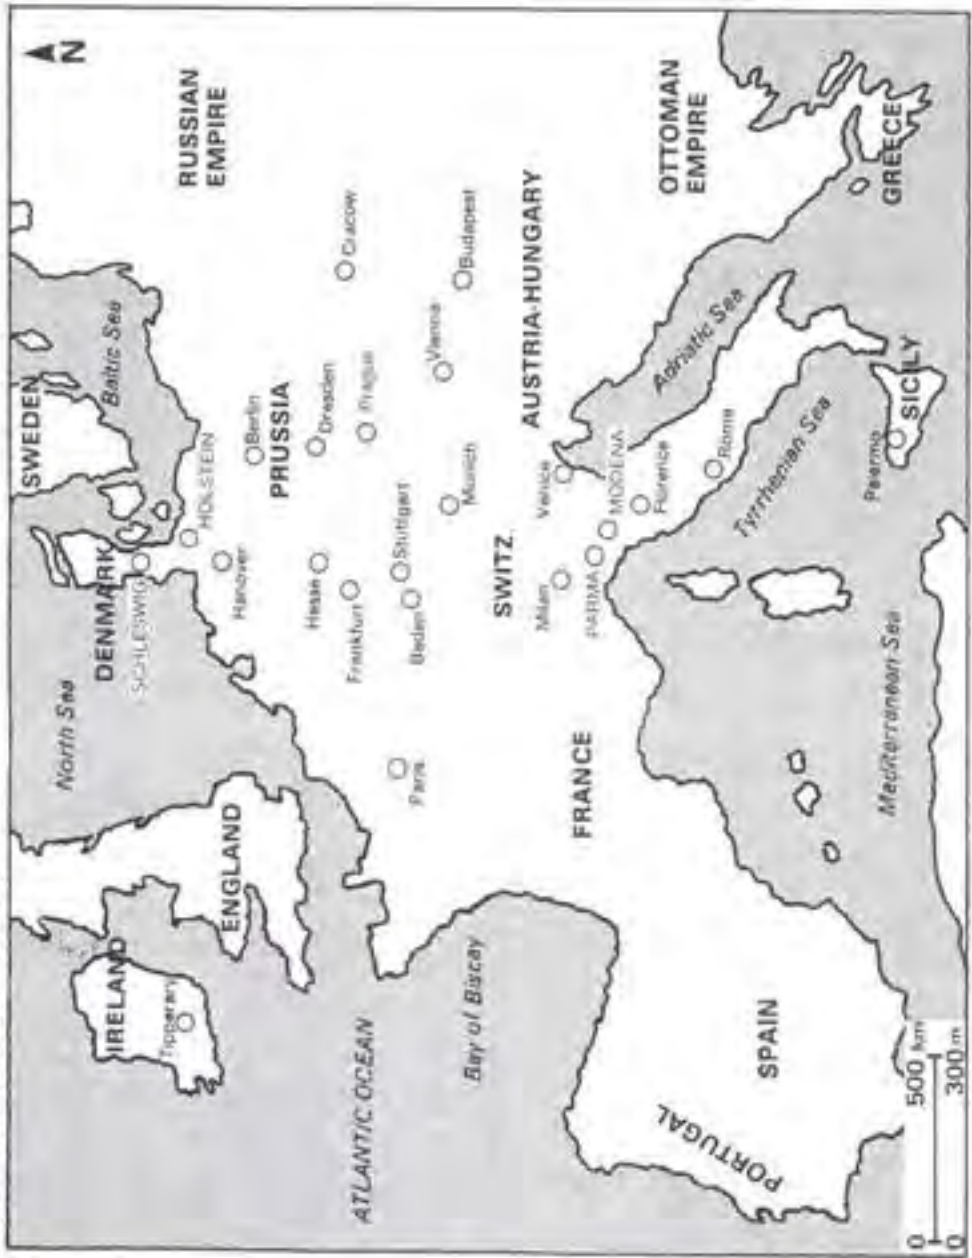 N
SWEDEN
Baltic Sea
RUSSIAN
EMPIRE
North Sea
DENMARK
SCHLESWIG
HOLSTEIN
IRELAND
Tipperary
ENGLAND
Hanover
Berlin
PRUSSIA
Hesse
Dresden
Cracow
Frankfurt
Prague
ATLANTIC OCEAN
Paris
Baden
Stuttgart
Munich
Vienna
Budapest
Bay of Biscay
SWITZ.
AUSTRIA-HUNGARY
FRANCE
Milan
Venice
PARMA
MODENA
Florence
Adriatic Sea
OTTOMAN
EMPIRE
Rome
PORTUGAL
SPAIN
Tyrrhenian Sea
Mediterranean Sea
Palermo
SICILY
GREECE
0 500 km
0 300 m